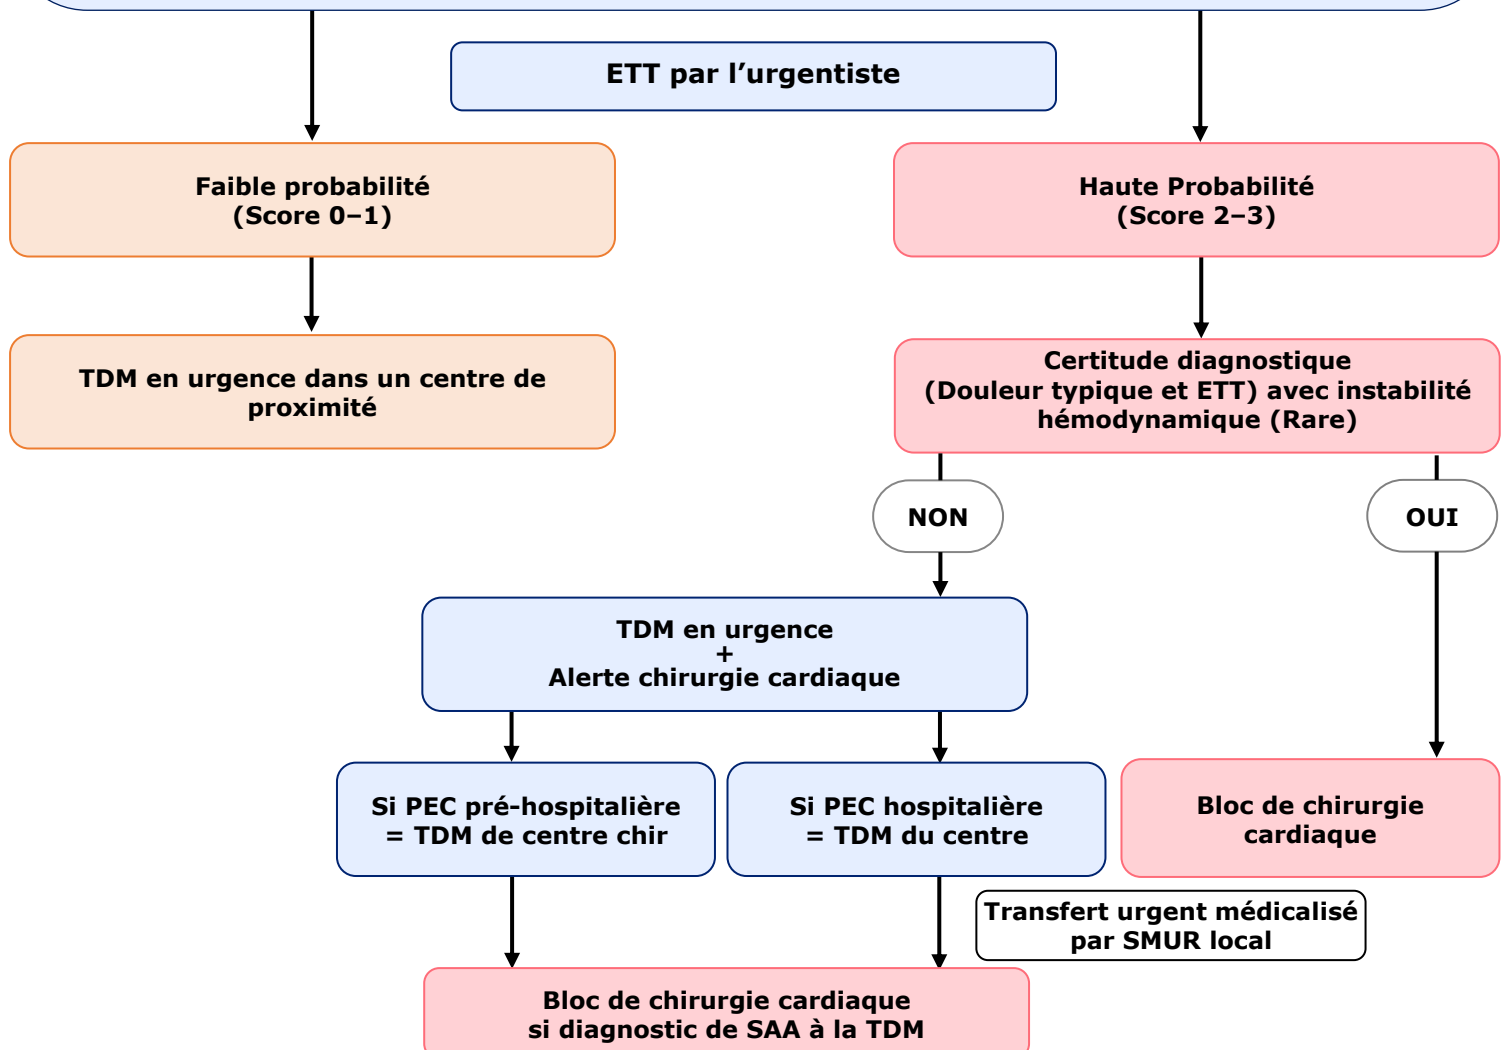 ETT par l’urgentiste
Faible probabilité
(Score 0–1)
Haute Probabilité
(Score 2–3)
TDM en urgence dans un centre de
proximité
Certitude diagnostique
(Douleur typique et ETT) avec instabilité
hémodynamique (Rare)
NON
OUI
TDM en urgence
+
Alerte chirurgie cardiaque
Si PEC pré-hospitalière
= TDM de centre chir
Si PEC hospitalière
= TDM du centre
Bloc de chirurgie
cardiaque
Transfert urgent médicalisé
par SMUR local
Bloc de chirurgie cardiaque
si diagnostic de SAA à la TDM